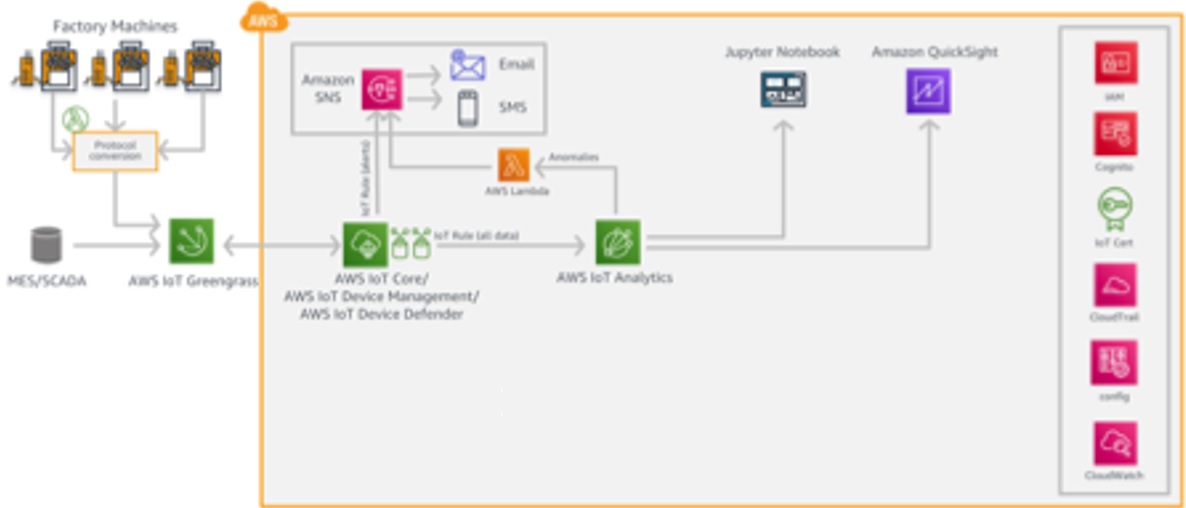 Factory Machines
AWS
Protocol
conversion
MES/SCADA
AWS IoT Greengrass
Amazon
SNS
Email
SMS
IoT Rule (alerts)
AWS Lambda
Anomalies
AWS IoT Core/
AWS IoT Device Management/
AWS IoT Device Defender
IoT Rule (all data)
AWS IoT Analytics
Jupyter Notebook
Amazon QuickSight
IAM
Cognito
IoT Cert
CloudTrail
config
CloudWatch